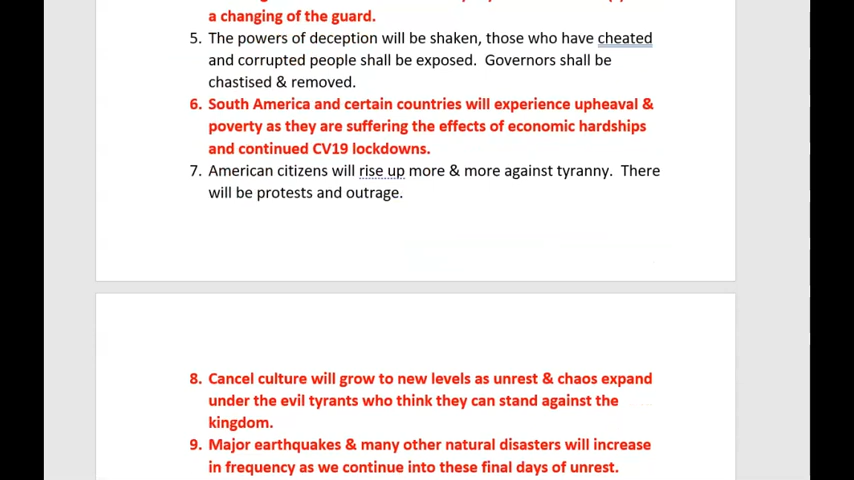 a changing of the guard.
5. The powers of deception will be shaken, those who have cheated
and corrupted people shall be exposed. Governors shall be
chastised & removed.
6. South America and certain countries will experience upheaval &
poverty as they are suffering the effects of economic hardships
and continued CV19 lockdowns.
7. American citizens will rise up more & more against tyranny. There
will be protests and outrage.
8. Cancel culture will grow to new levels as unrest & chaos expand
under the evil tyrants who think they can stand against the
kingdom.
9. Major earthquakes & many other natural disasters will increase
in frequency as we continue into these final days of unrest.